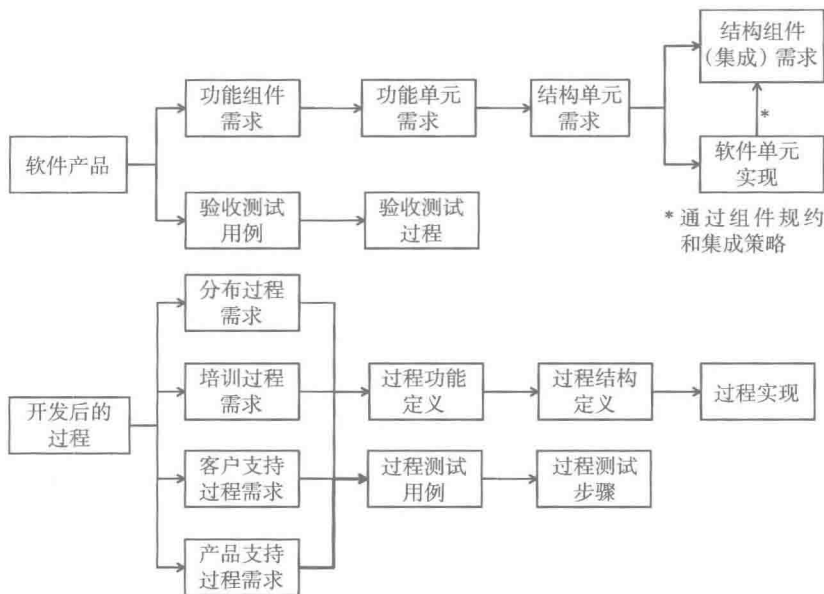 结构组件
(集成)需求
功能组件
需求
功能单元
需求
结构单元
需求
*
软件产品
软件单元
实现
验收测试
用例
验收测试
过程
*通过组件规约
和集成策略
分布过程
需求
培训过程
需求
过程功能
定义
过程结构
定义
过程实现
开发后的
过程
客户支持
过程需求
过程测试
用例
过程测试
步骤
产品支持
过程需求